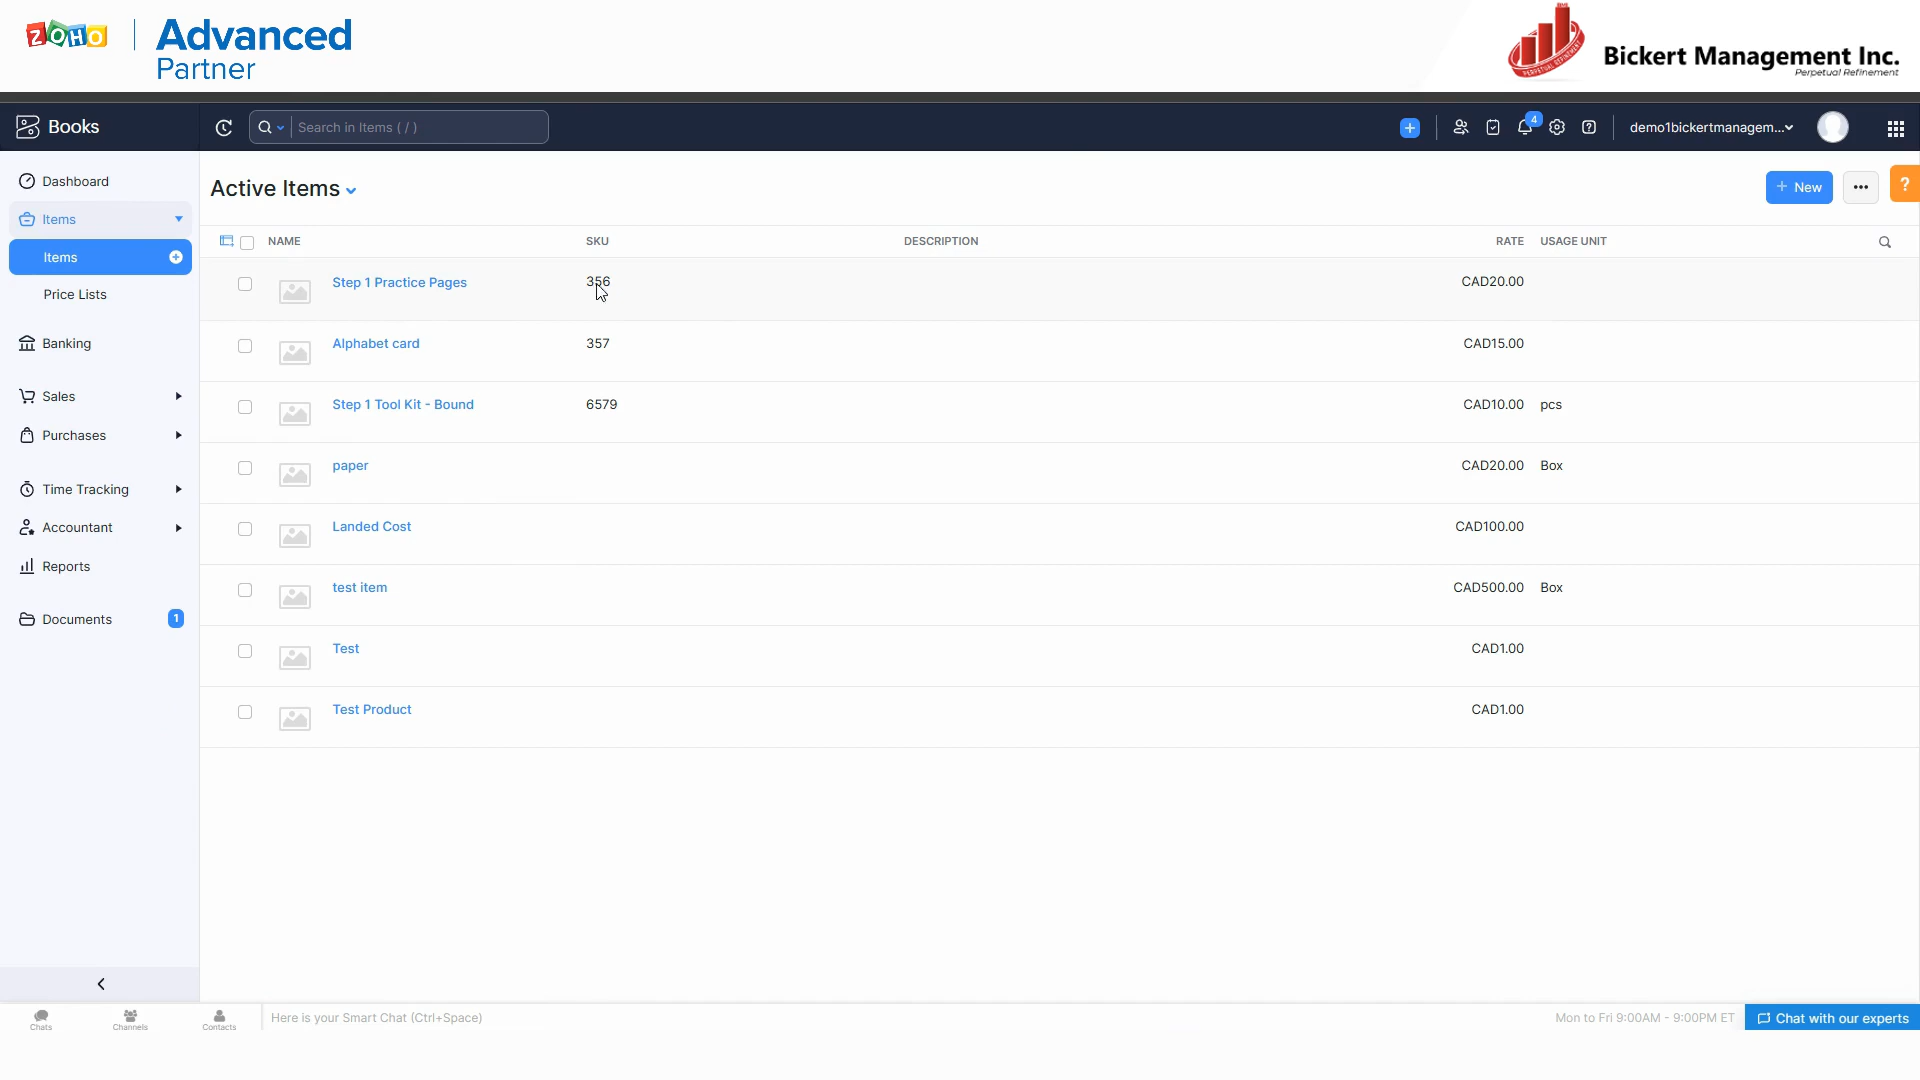 ZOHO Advanced
Partner
PERPETUAL REFINEMENT
Bickert Management Inc.
Perpetual Refinement
Books
Search in Items ( / )
4
demo1bickertmanagem...
Dashboard
Items
Items
Price Lists
Banking
Sales
Purchases
Time Tracking
Accountant
Reports
Documents 1
Active Items
+ New
?
NAME SKU DESCRIPTION RATE USAGE UNIT
Step 1 Practice Pages 356 CAD20.00
Alphabet card 357 CAD15.00
Step 1 Tool Kit - Bound 6579 CAD10.00 pcs
paper CAD20.00 Box
Landed Cost CAD100.00
test item CAD500.00 Box
Test CAD1.00
Test Product CAD1.00
Chats
Channels
Contacts
Here is your Smart Chat (Ctrl+Space)
Mon to Fri 9:00AM - 9:00PM ET
Chat with our experts